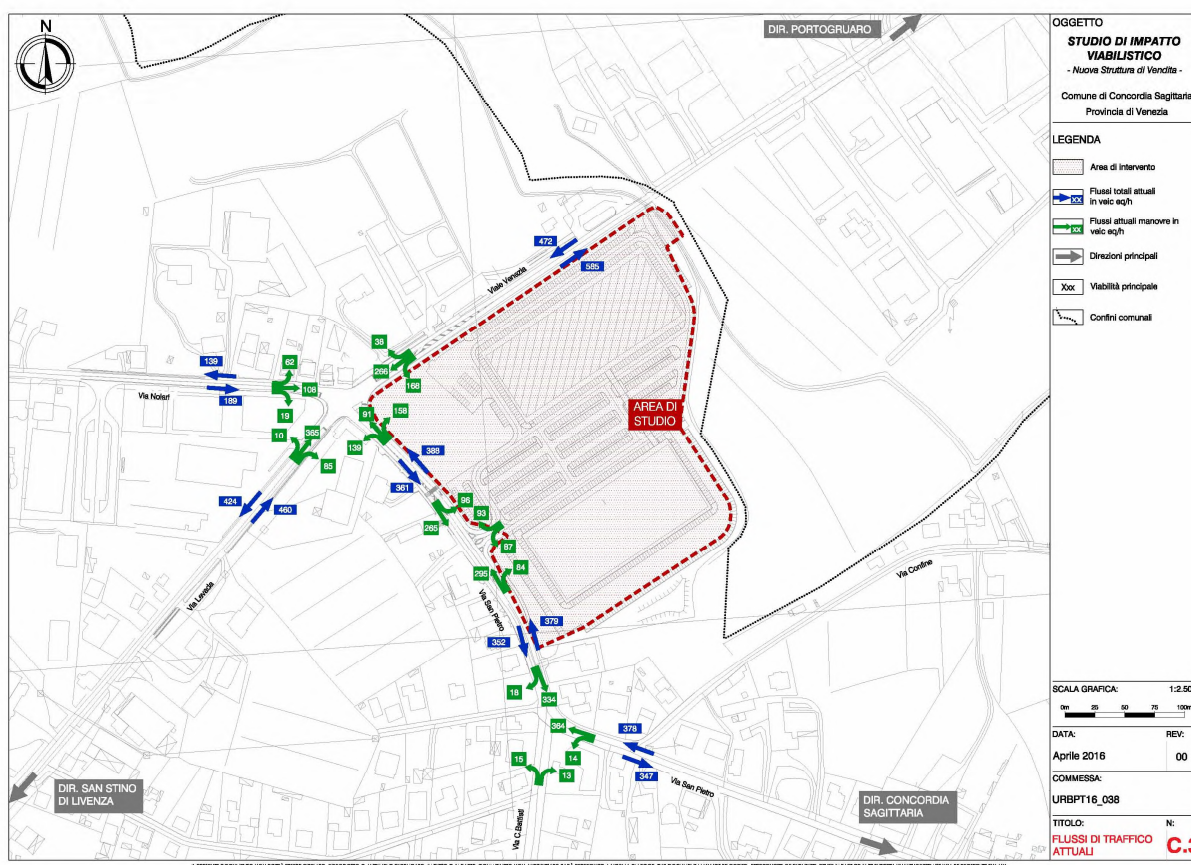 N
DIR. PORTOGRUARO
472
585
Viale Venezia
38
266
168
139
62
108
189
Via Nolari
19
91
158
10
365
139
85
388
361
AREA DI
STUDIO
424
460
96
93
265
87
84
295
Via Levada
Via San Pietro
Via Confine
379
352
18
334
364
378
15
14
13
347
Via San Pietro
Via C.Battisti
DIR. SAN STINO
DI LIVENZA
DIR. CONCORDIA
SAGITTARIA
OGGETTO
STUDIO DI IMPATTO
VIABILISTICO
- Nuova Struttura di Vendita -
Comune di Concordia Sagittaria
Provincia di Venezia
LEGENDA
Area di intervento
XX
Flussi totali attuali
in veic eq/h
XX
Flussi attuali manovre in
veic eq/h
Direzioni principali
Xxx
Viabilità principale
Confini comunali
SCALA GRAFICA:
1:2.50
0m 25 50 75 100m
DATA:
REV:
Aprile 2016
00
COMMESSA:
URBPT16_038
TITOLO:
N:
FLUSSI DI TRAFFICO
ATTUALI
C.